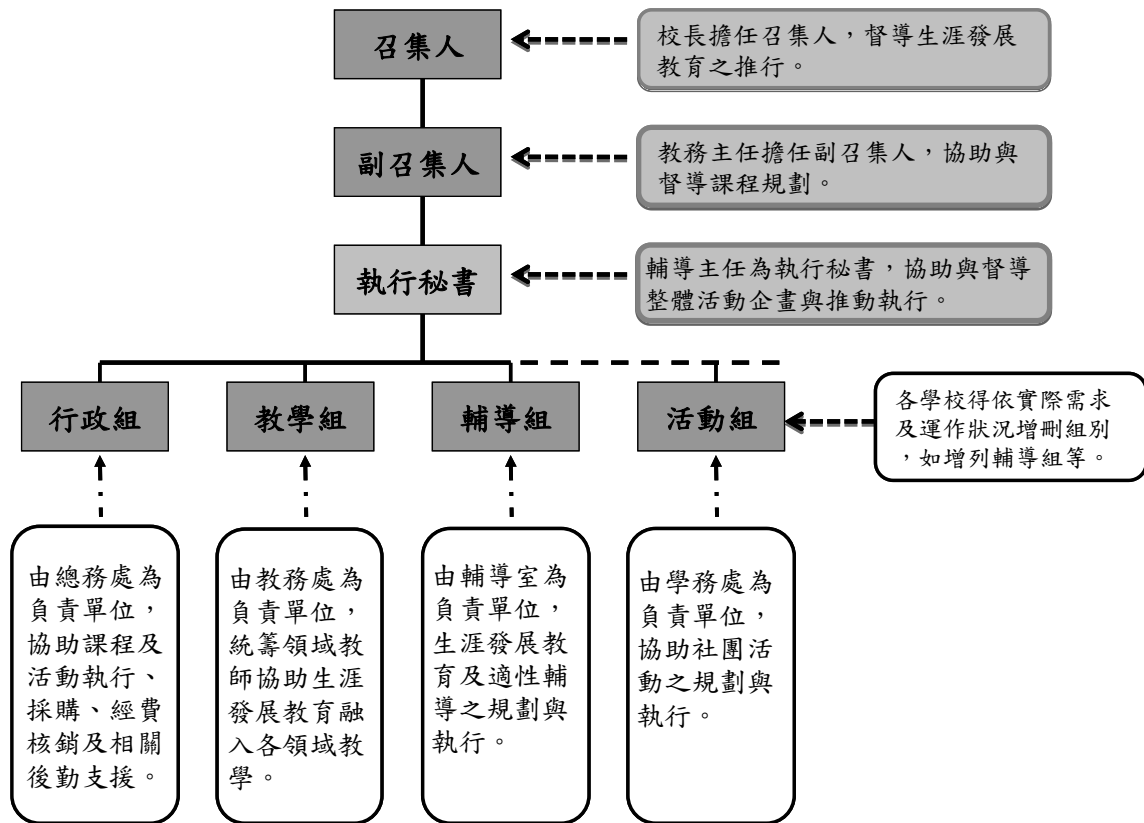 召集人
校長擔任召集人，督導生涯發展
教育之推行。
副召集人
教務主任擔任副召集人，協助與
督導課程規劃。
執行秘書
輔導主任為執行秘書，協助與督導
整體活動企畫與推動執行。
行政組
教學組
輔導組
活動組
各學校得依實際需求
及運作狀況增刪組別
，如增列輔導組等。
由總務處為
負責單位，
協助課程及
活動執行、
採購、經費
核銷及相關
後勤支援。
由教務處為
負責單位，
統籌領域教
師協助生涯
發展教育融
入各領域教
學。
由輔導室為
負責單位，
生涯發展教
育及適性輔
導之規劃與
執行。
由學務處為
負責單位，
協助社團活
動之規劃與
執行。